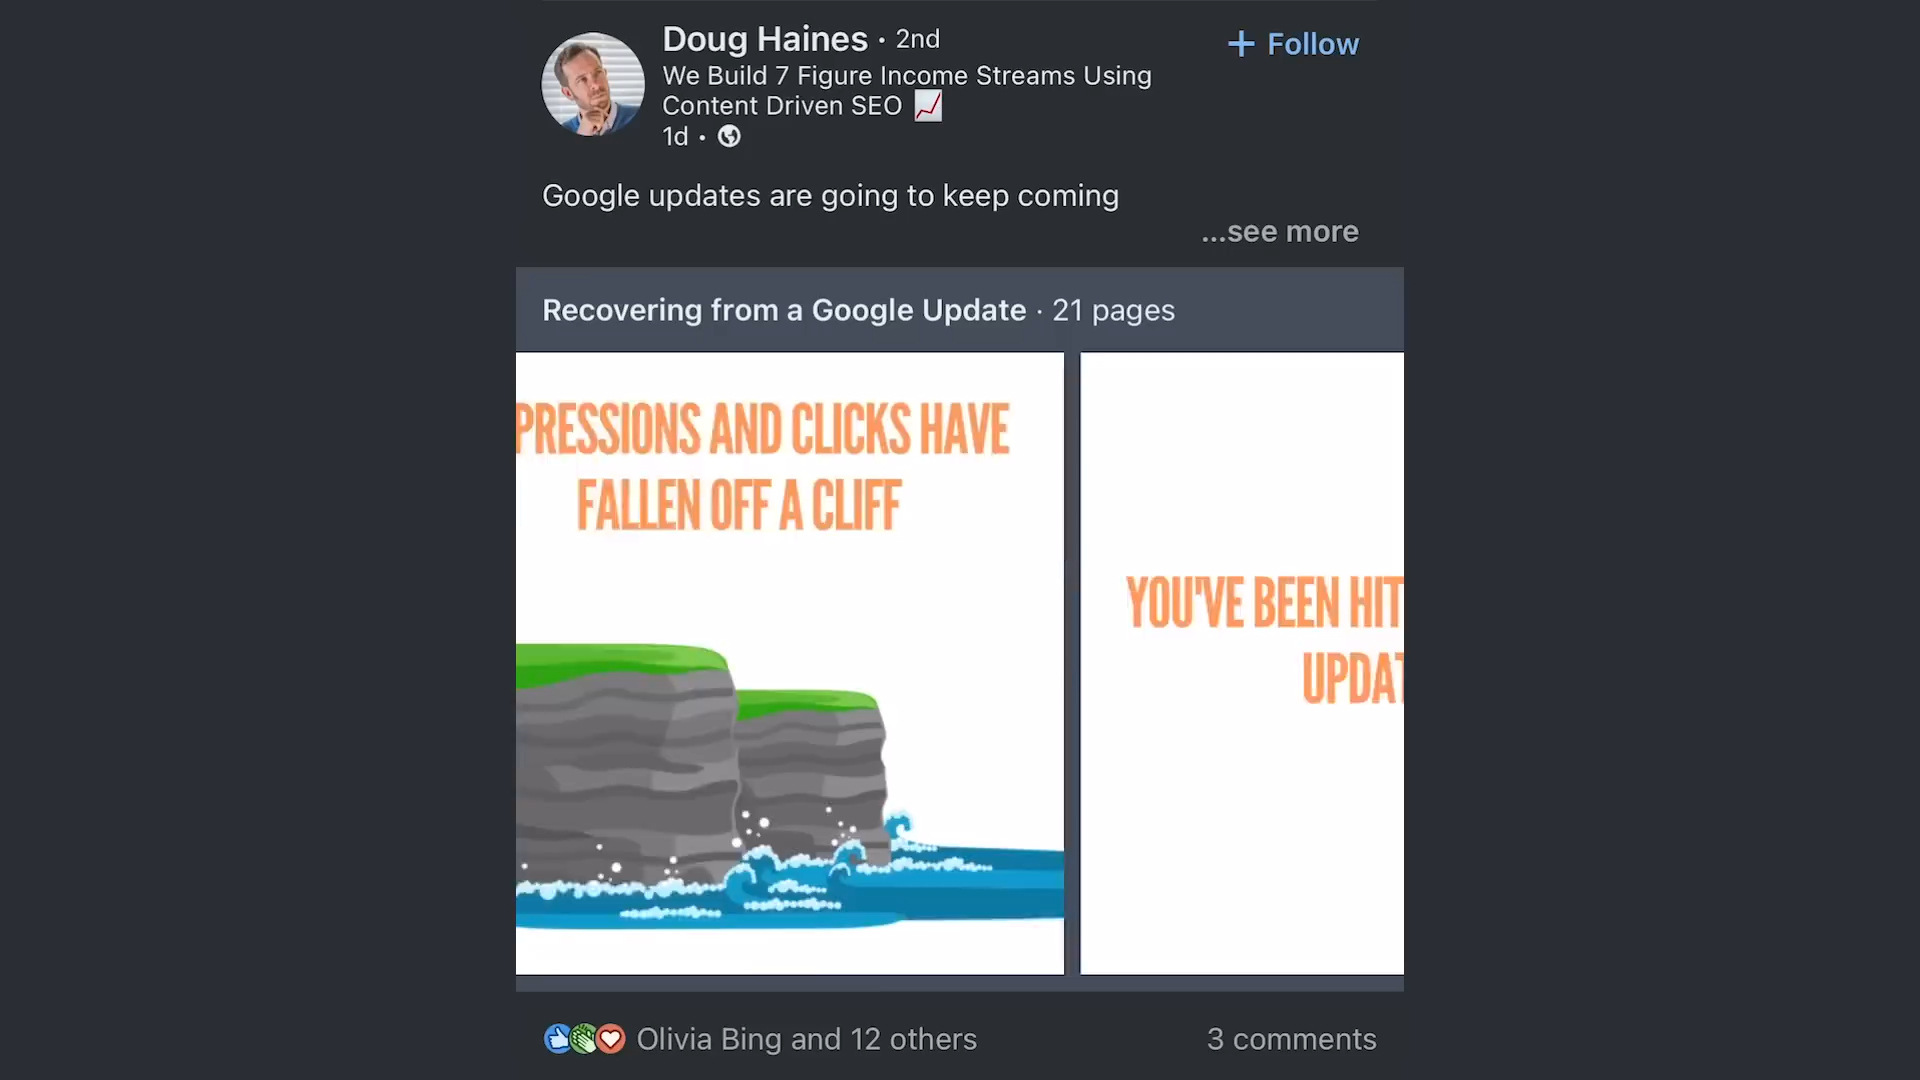 Doug Haines · 2nd
+ Follow
We Build 7 Figure Income Streams Using
Content Driven SEO 📈
1d ·
Google updates are going to keep coming
...see more
Recovering from a Google Update · 21 pages
PRESSIONS AND CLICKS HAVE
FALLEN OFF A CLIFF
YOU'VE BEEN HIT
UPDAT
Olivia Bing and 12 others
3 comments